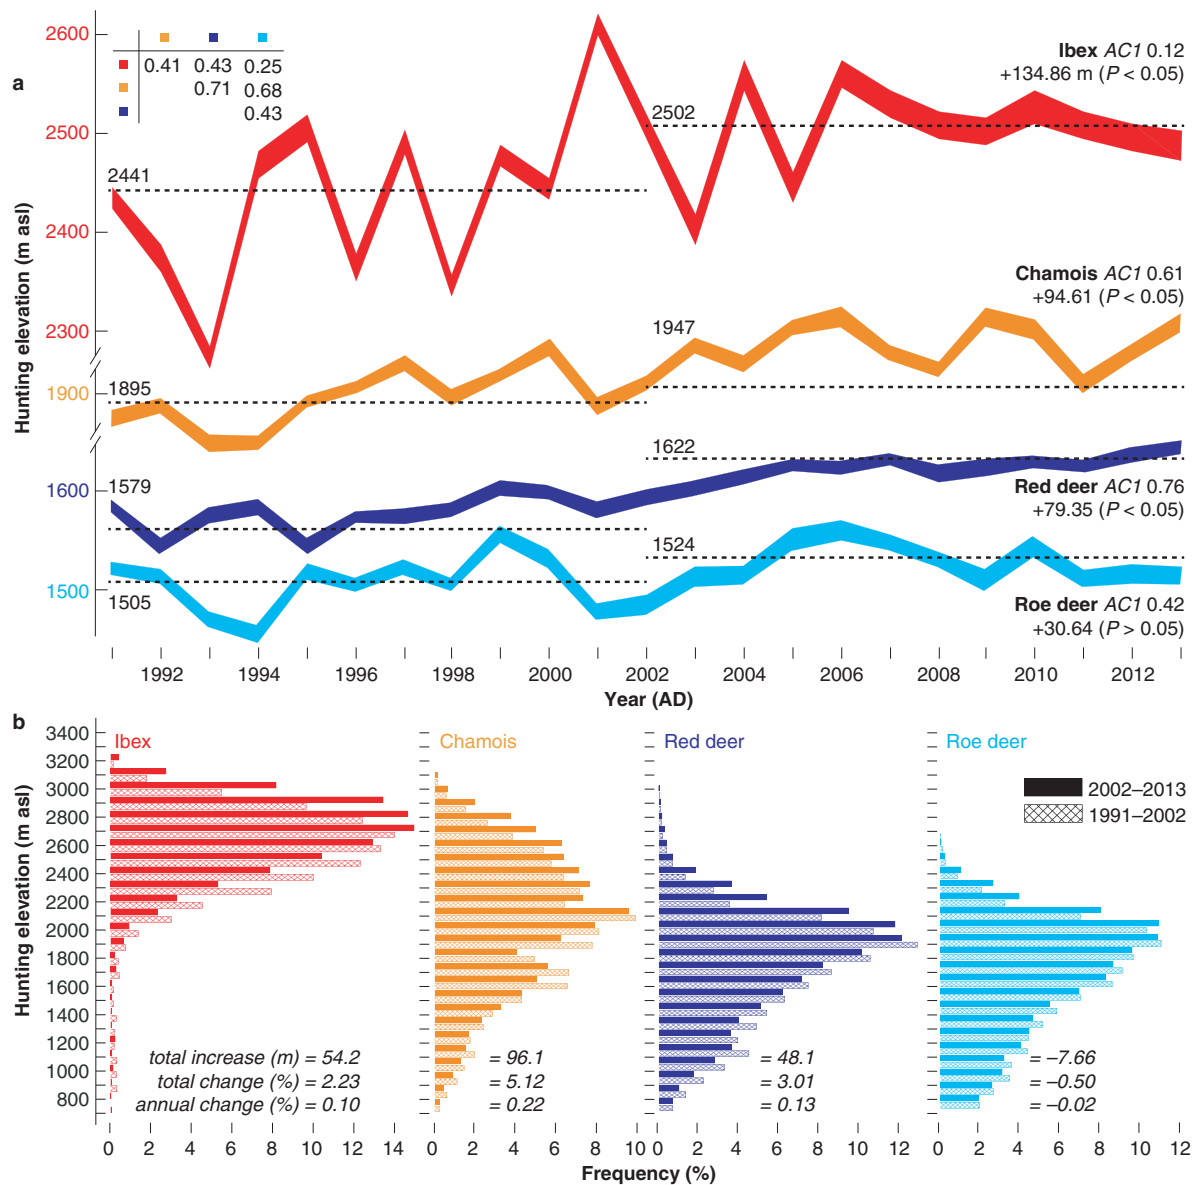 a
Hunting elevation (m asl)
2600
2500
2400
2300
1900
1600
1500
0.41 0.43 0.25
0.71 0.68
0.43
Ibex AC1 0.12
+134.86 m (P < 0.05)
2441
2502
Chamois AC1 0.61
+94.61 (P < 0.05)
1895
1947
1579
1622
Red deer AC1 0.76
+79.35 (P < 0.05)
1505
1524
Roe deer AC1 0.42
+30.64 (P > 0.05)
1992 1994 1996 1998 2000 2002 2004 2006 2008 2010 2012
Year (AD)
b
Hunting elevation (m asl)
3400
3200
3000
2800
2600
2400
2200
2000
1800
1600
1400
1200
1000
800
Ibex
Chamois
Red deer
Roe deer
2002–2013
1991–2002
total increase (m) = 54.2
total change (%) = 2.23
annual change (%) = 0.10
= 96.1
= 5.12
= 0.22
= 48.1
= 3.01
= 0.13
= –7.66
= –0.50
= –0.02
0 2 4 6 8 10 12 14
0 2 4 6 8 10
0 2 4 6 8 10 12
0 2 4 6 8 10 12
Frequency (%)